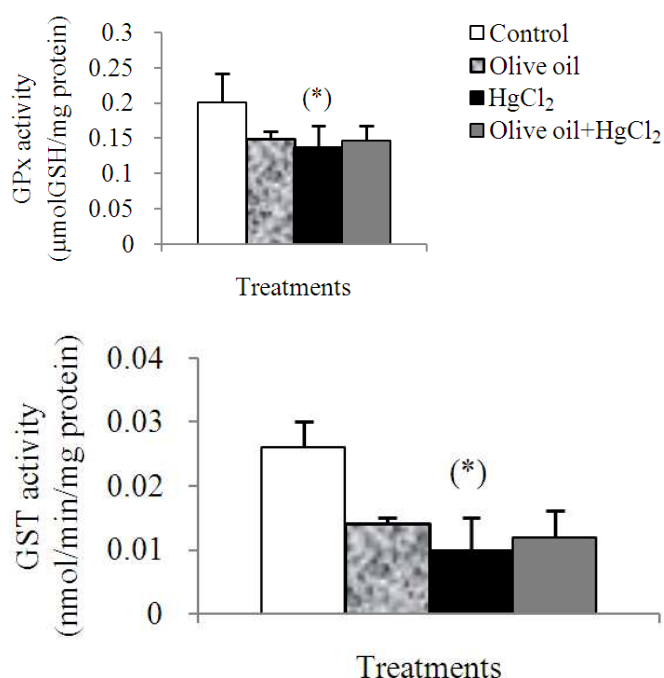 GPx activity
(µmolGSH/mg protein)
0.3
0.25
0.2
0.15
0.1
0.05
0
(*)
Treatments
Control
Olive oil
HgCl₂
Olive oil+HgCl₂
GST activity
(nmol/min/mg protein)
0.04
0.03
0.02
0.01
0
(*)
Treatments